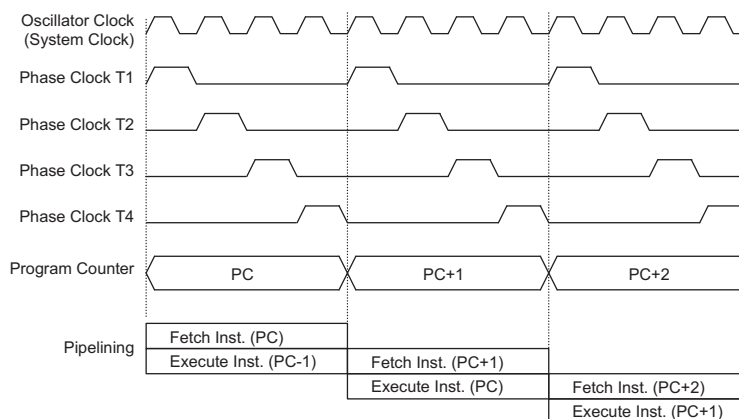 Oscillator Clock
(System Clock)
Phase Clock T1
Phase Clock T2
Phase Clock T3
Phase Clock T4
Program Counter
PC
PC+1
PC+2
Pipelining
Fetch Inst. (PC)
Execute Inst. (PC-1)
Fetch Inst. (PC+1)
Execute Inst. (PC)
Fetch Inst. (PC+2)
Execute Inst. (PC+1)